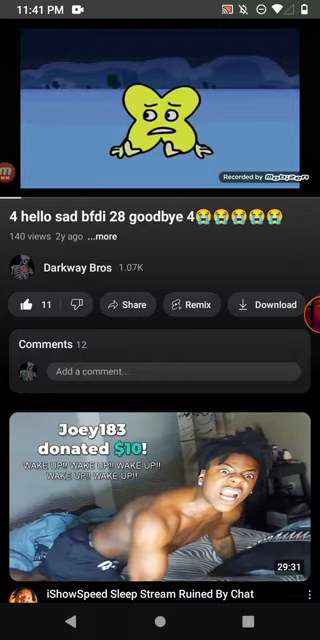 11:41 PM
Recorded by Mobizen
4 hello sad bfdi 28 goodbye 4😭😭😭😭😭
140 views 2y ago ...more
Darkway Bros 1.07K
11 Share Remix Download
Comments 12
Add a comment...
Joey183
donated $10!
WAKE UP!! WAKE UP!! WAKE UP!!
WAKE UP!! WAKE UP!!
29:31
iShowSpeed Sleep Stream Ruined By Chat